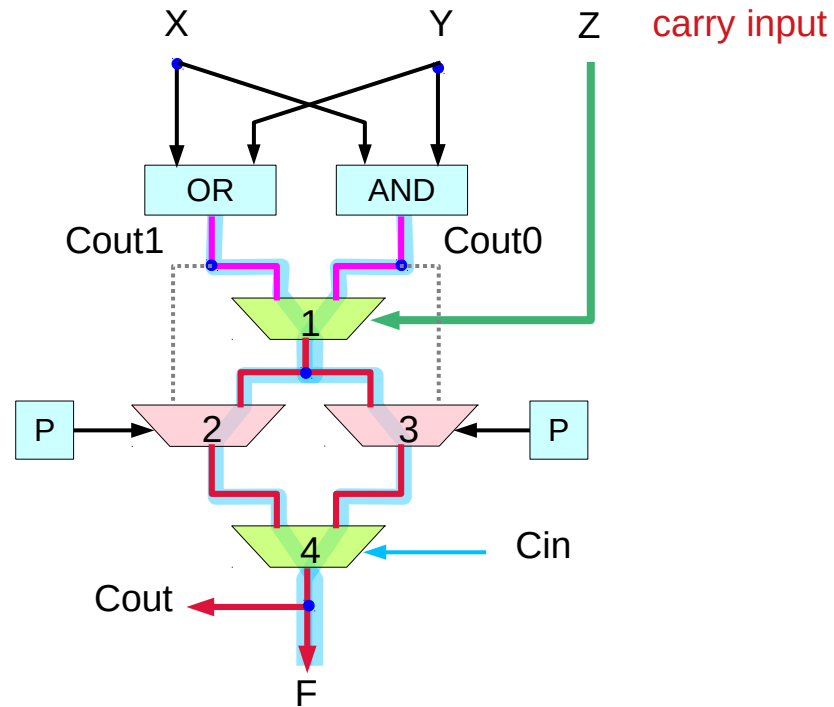 X Y Z carry input
OR AND
Cout1 Cout0
1
P 2 3 P
4 Cin
Cout
F